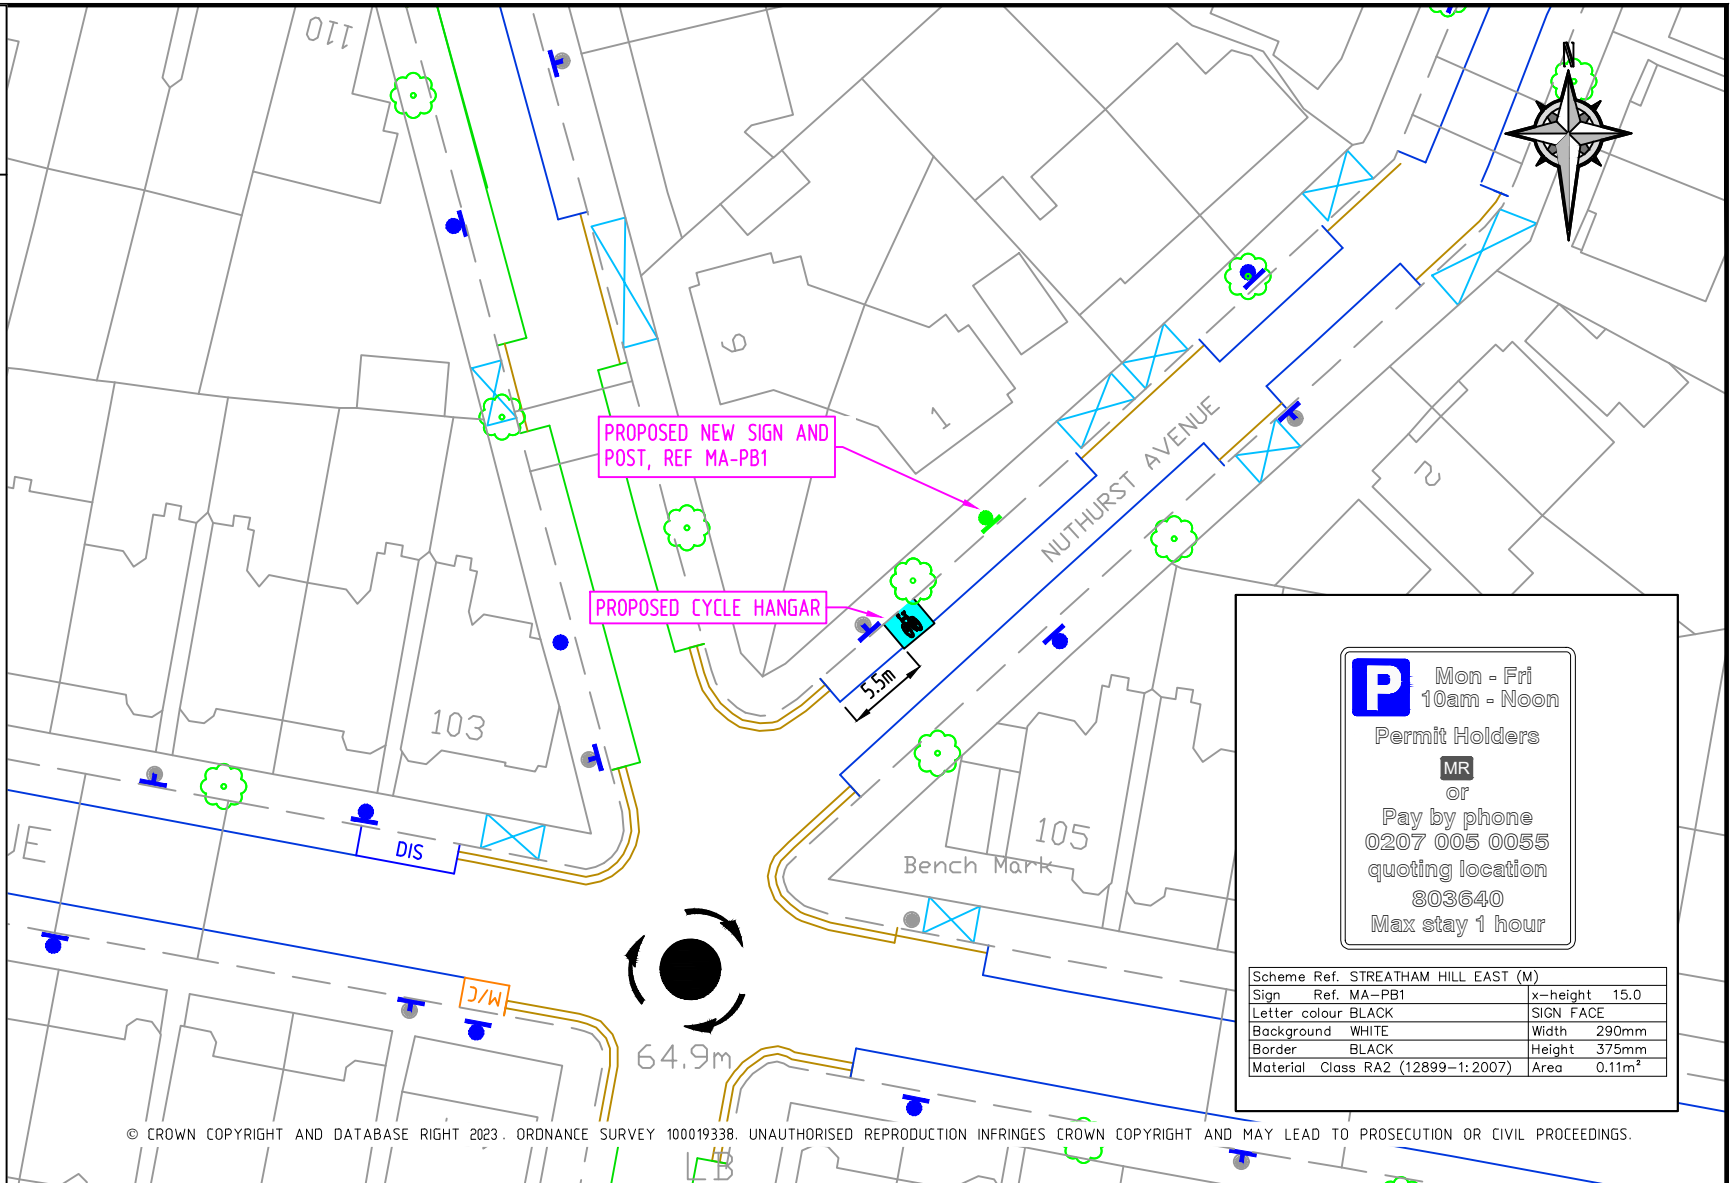 110
N
9
PROPOSED NEW SIGN AND
POST, REF MA-PB1
1
NUTHURST AVENUE
2
PROPOSED CYCLE HANGAR
5.5m
103
105
Bench Mark
UE
DIS
M/C
64.9m
LB
P
Mon - Fri
10am - Noon
Permit Holders
MR
or
Pay by phone
0207 005 0055
quoting location
803640
Max stay 1 hour
Scheme Ref. STREATHAM HILL EAST (M)
Sign Ref. MA-PB1 x-height 15.0
Letter colour BLACK SIGN FACE
Background WHITE Width 290mm
Border BLACK Height 375mm
Material Class RA2 (12899-1:2007) Area 0.11m²
© CROWN COPYRIGHT AND DATABASE RIGHT 2023. ORDNANCE SURVEY 100019338. UNAUTHORISED REPRODUCTION INFRINGES CROWN COPYRIGHT AND MAY LEAD TO PROSECUTION OR CIVIL PROCEEDINGS.